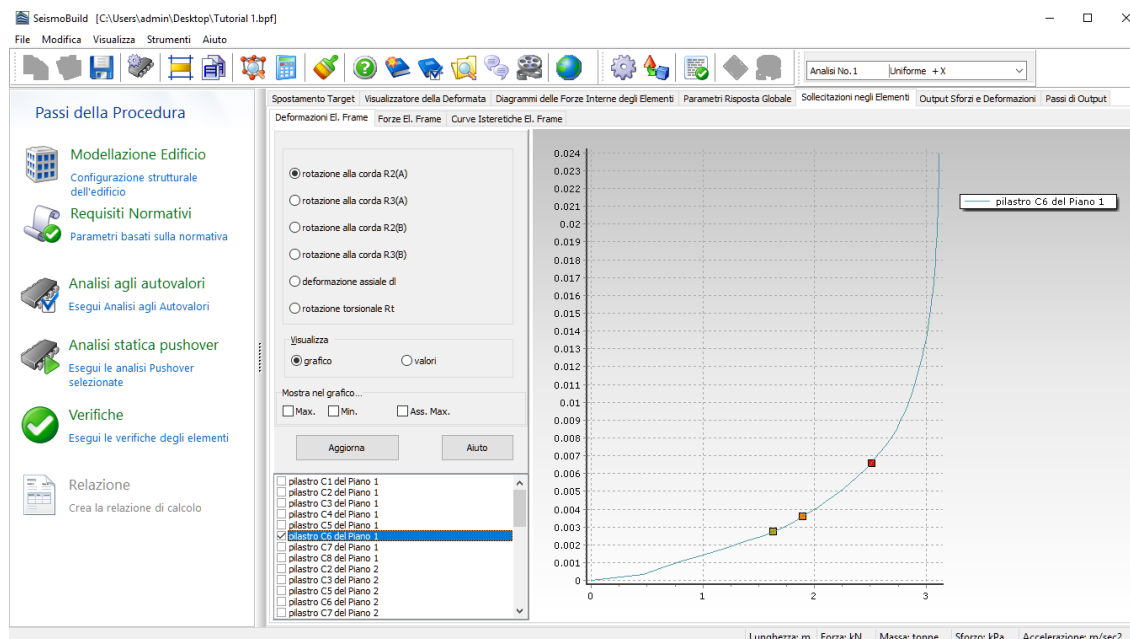 SeismoBuild [C:\Users\admin\Desktop\Tutorial 1.bpf]
File Modifica Visualizza Strumenti Aiuto
Analisi No.1 Uniforme +X
Passi della Procedura
Modellazione Edificio
Configurazione strutturale
dell'edificio
Requisiti Normativi
Parametri basati sulla normativa
Analisi agli autovalori
Esegui Analisi agli Autovalori
Analisi statica pushover
Esegui le analisi Pushover
selezionate
Verifiche
Esegui le verifiche degli elementi
Relazione
Crea la relazione di calcolo
Spostamento Target Visualizzatore della Deformata Diagrammi delle Forze Interne degli Elementi Parametri Risposta Globale Sollecitazioni negli Elementi Output Sforzi e Deformazioni Passi di Output
Deformazioni El. Frame Forze El. Frame Curve Isteretiche El. Frame
rotazione alla corda R2(A)
rotazione alla corda R3(A)
rotazione alla corda R2(B)
rotazione alla corda R3(B)
deformazione assiale dl
rotazione torsionale Rt
Visualizza
grafico valori
Mostra nel grafico...
Max. Min. Ass. Max.
Aggiorna Aiuto
pilastro C1 del Piano 1
pilastro C2 del Piano 1
pilastro C3 del Piano 1
pilastro C4 del Piano 1
pilastro C5 del Piano 1
pilastro C6 del Piano 1
pilastro C7 del Piano 1
pilastro C8 del Piano 1
pilastro C2 del Piano 2
pilastro C3 del Piano 2
pilastro C5 del Piano 2
pilastro C6 del Piano 2
pilastro C7 del Piano 2
0.024
0.023
0.022
0.021
0.02
0.019
0.018
0.017
0.016
0.015
0.014
0.013
0.012
0.011
0.01
0.009
0.008
0.007
0.006
0.005
0.004
0.003
0.002
0.001
0
0 1 2 3
pilastro C6 del Piano 1
Lunghezza: m Forza: kN Massa: tonne Sforzo: kPa Accelerazione: m/sec2